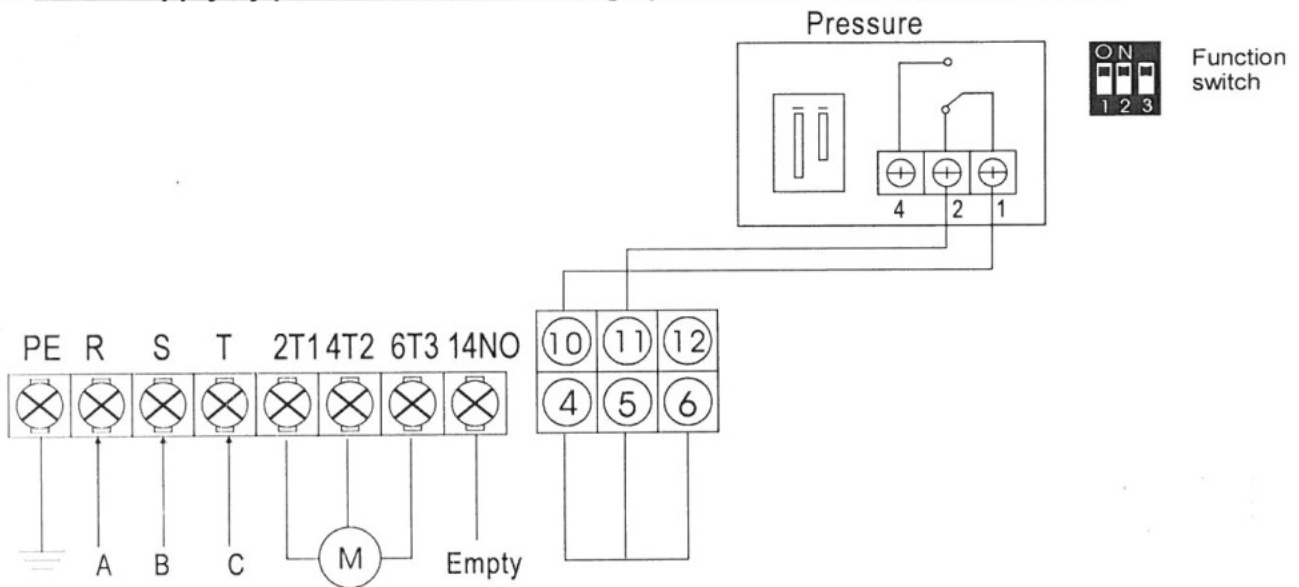 Pressure
ON
1 2 3
Function
switch
4 2 1
PE R S T 2T1 4T2 6T3 14NO
10 11 12
4 5 6
A B C M Empty